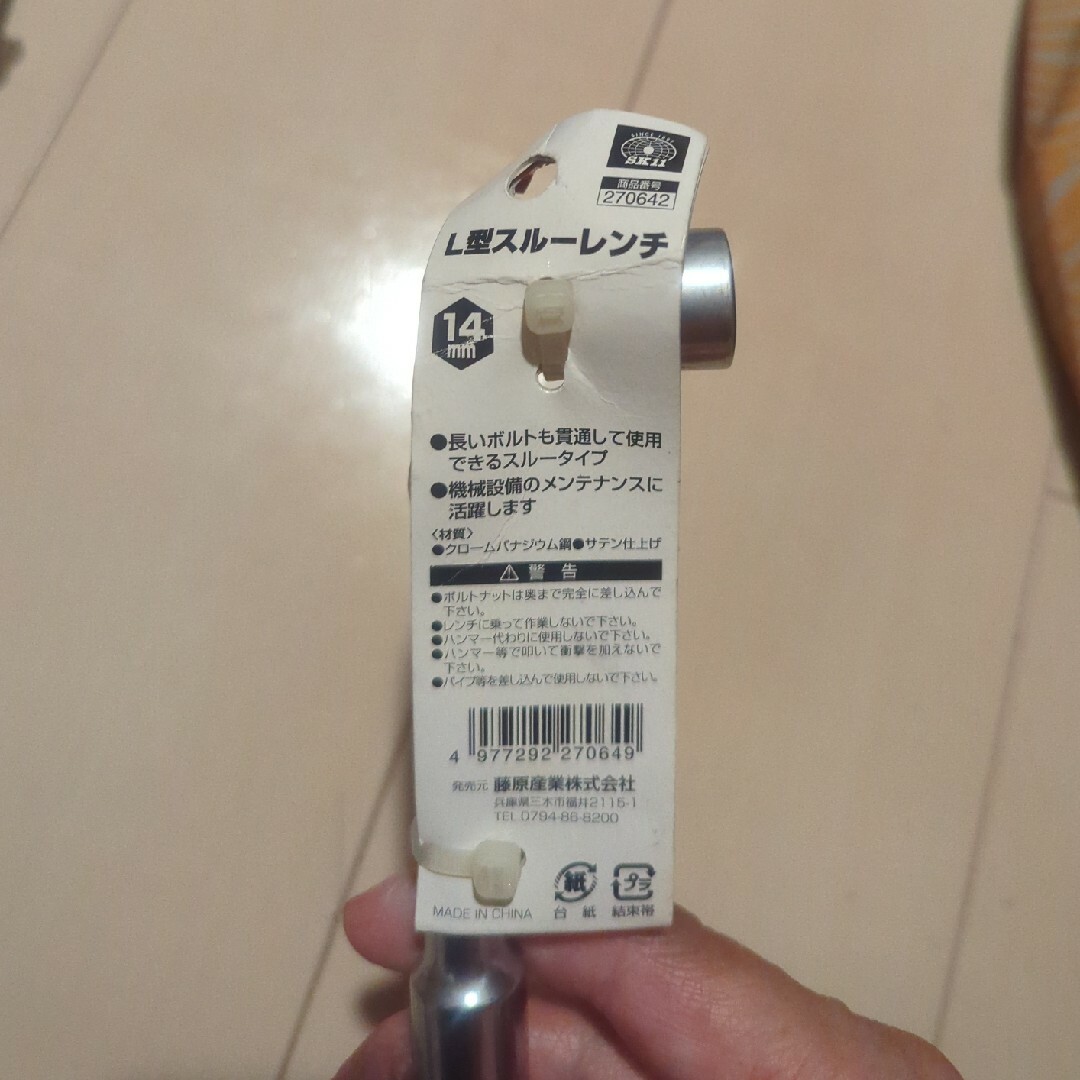 SINCE 1887
SK11
商品番号
270642
L型スルーレンチ
14
mm
●長いボルトも貫通して使用
できるスルータイプ
●機械設備のメンテナンスに
活躍します
〈材質〉
●クロームバナジウム鋼●サテン仕上げ
⚠警告
●ボルトナットは奥まで完全に差し込んで
下さい。
●レンチに乗って作業しないで下さい。
●ハンマー代わりに使用しないで下さい。
●ハンマー等で叩いて衝撃を加えないで
下さい。
●パイプ等を差し込んで使用しないで下さい。
4 977292 270649
発売元 藤原産業株式会社
兵庫県三木市福井2115-1
TEL.0794-86-8200
紙 プラ
MADE IN CHINA 台紙 結束帯